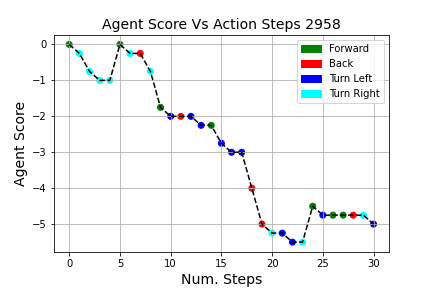 Agent Score Vs Action Steps 2958
0
−1
−2
−3
−4
−5
Agent Score
Forward
Back
Turn Left
Turn Right
0 5 10 15 20 25 30
Num. Steps